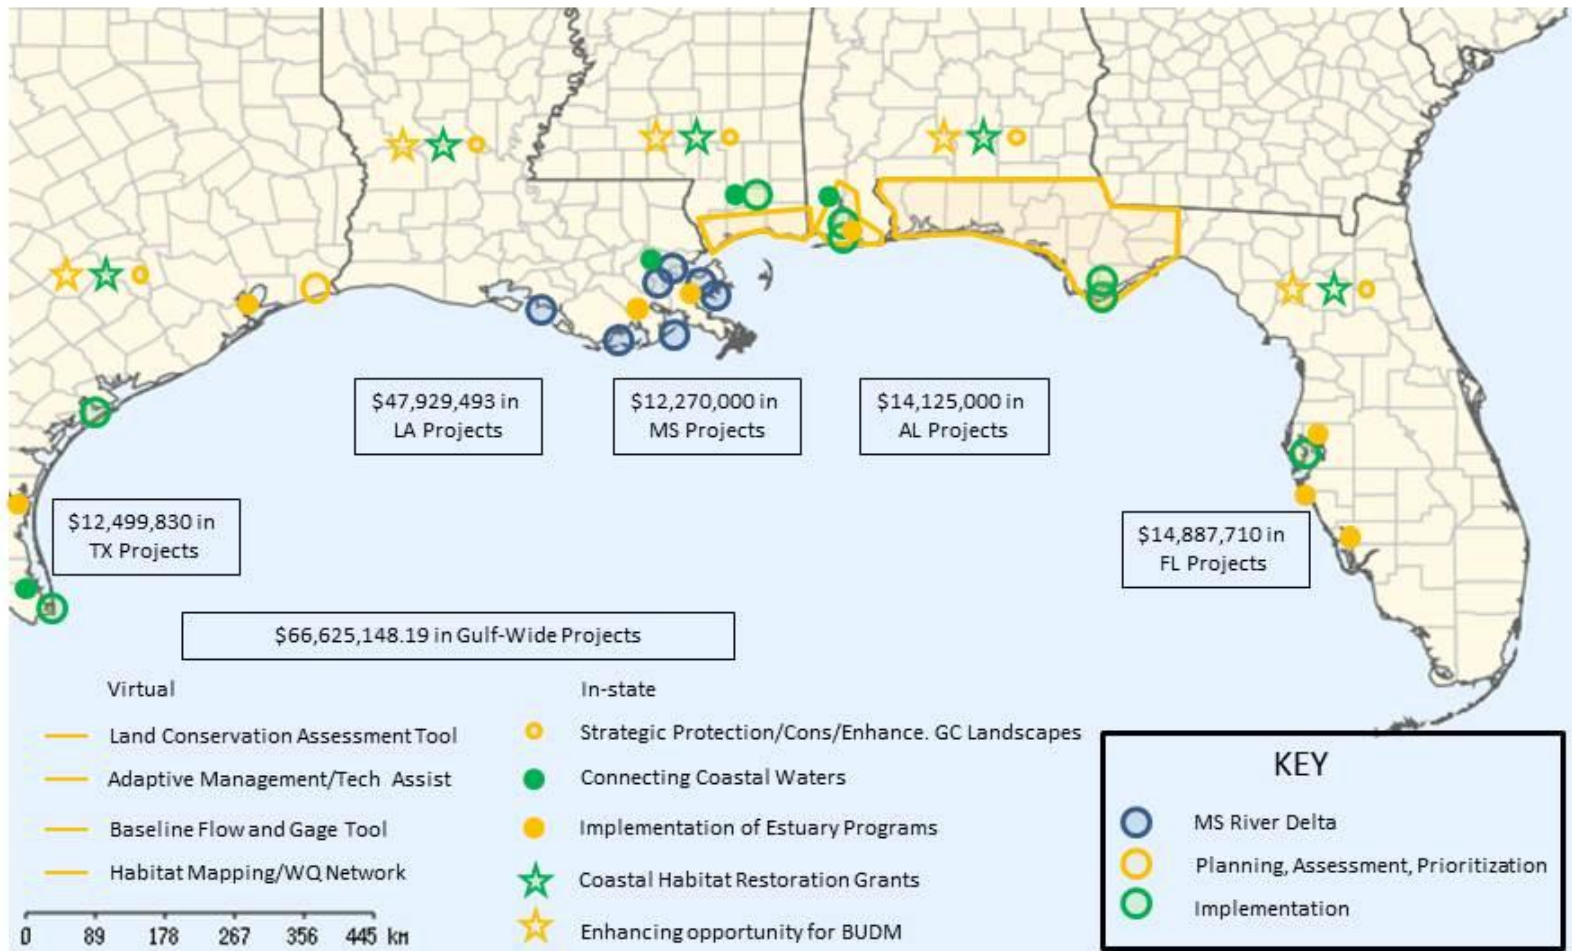 $47,929,493 in
LA Projects
$12,270,000 in
MS Projects
$14,125,000 in
AL Projects
$12,499,830 in
TX Projects
$14,887,710 in
FL Projects
$66,625,148.19 in Gulf-Wide Projects
Virtual
Land Conservation Assessment Tool
Adaptive Management/Tech Assist
Baseline Flow and Gage Tool
Habitat Mapping/WQ Network
0 89 178 267 356 445 km
In-state
Strategic Protection/Cons/Enhance. GC Landscapes
Connecting Coastal Waters
Implementation of Estuary Programs
Coastal Habitat Restoration Grants
Enhancing opportunity for BUDM
KEY
MS River Delta
Planning, Assessment, Prioritization
Implementation